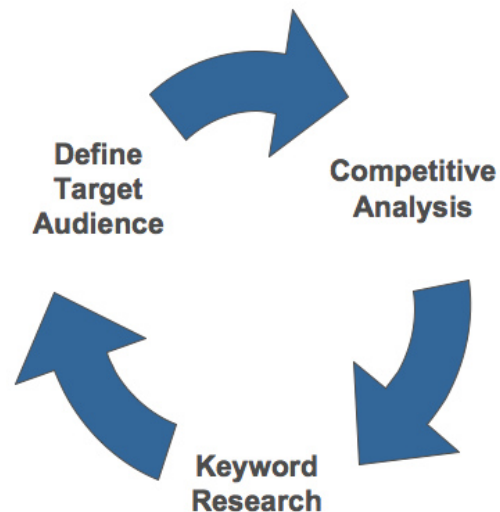 Define
Target
Audience
Competitive
Analysis
Keyword
Research